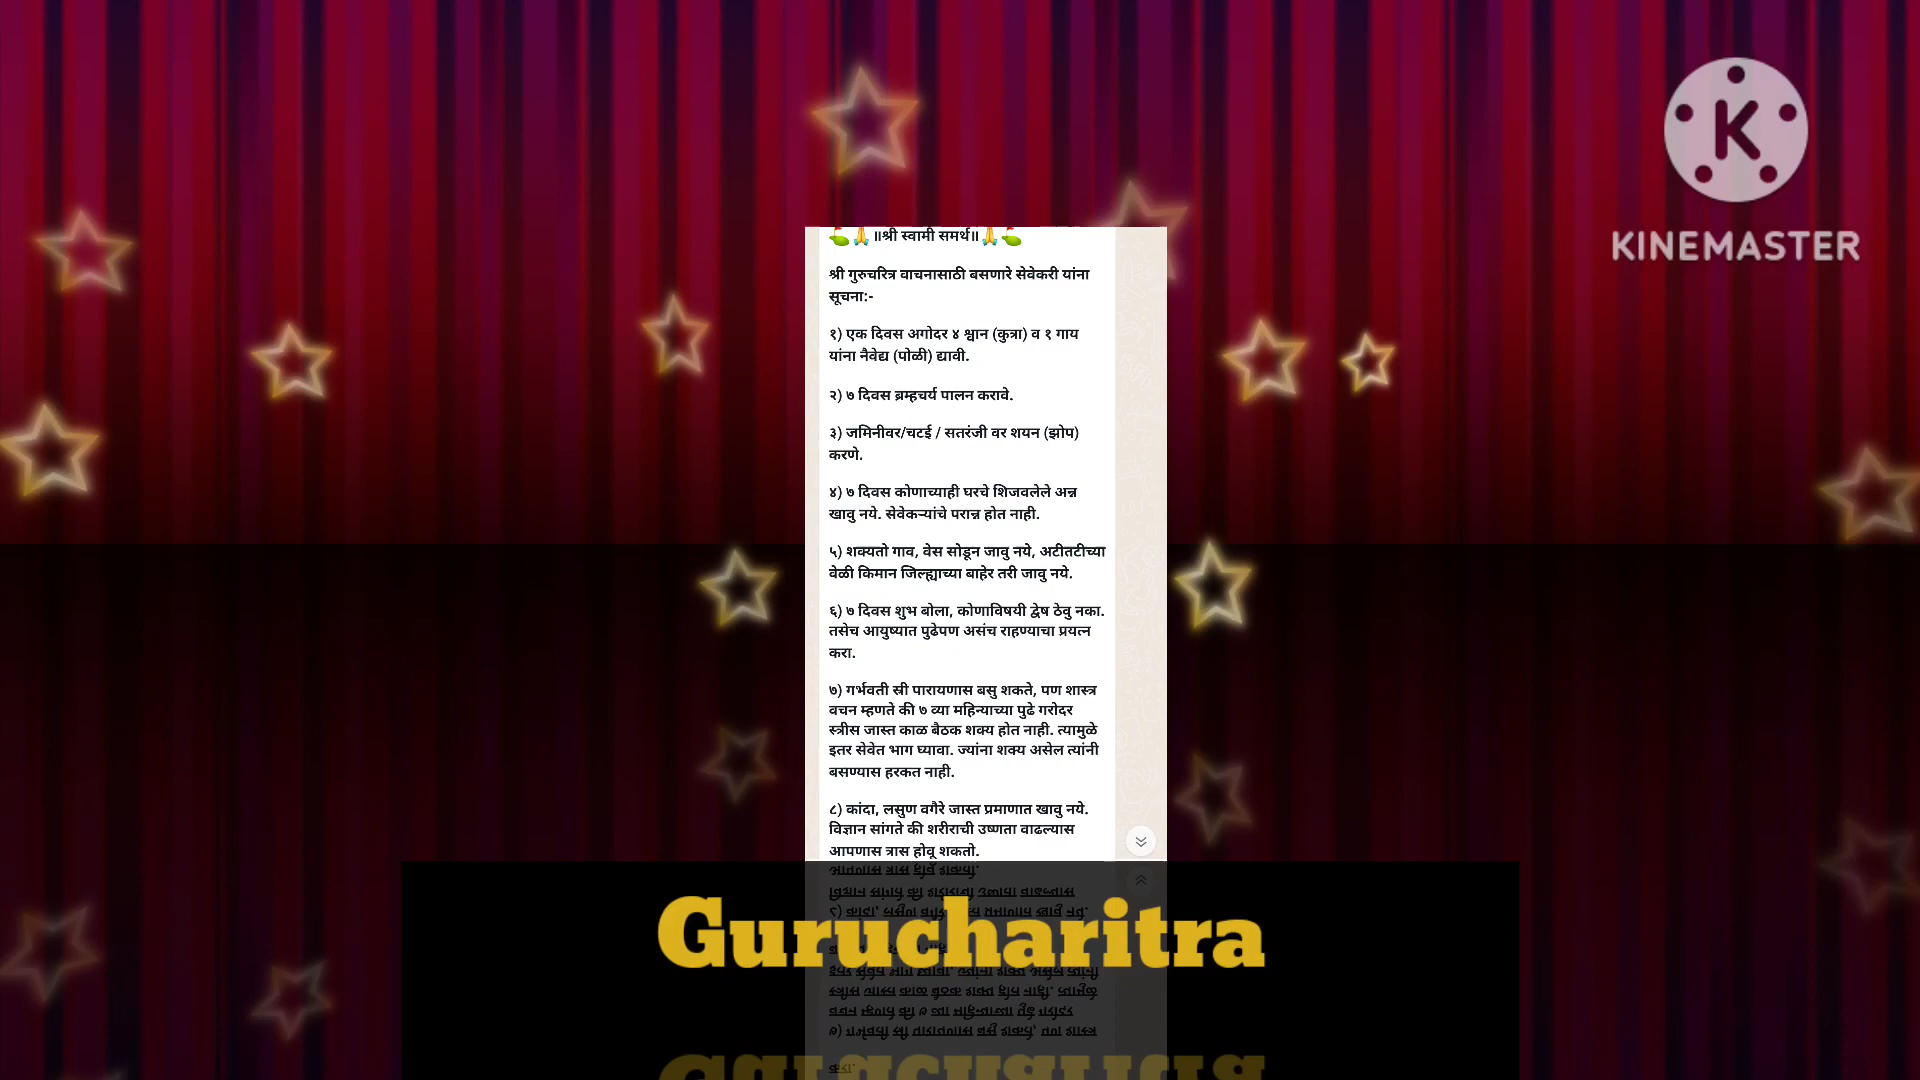 KINEMASTER
॥श्री स्वामी समर्थ॥
श्री गुरुचरित्र वाचनासाठी बसणारे सेवेकरी यांना
सूचना:-
१) एक दिवस अगोदर ४ श्वान (कुत्रा) व १ गाय
यांना नैवेद्य (पोळी) द्यावी.
२) ७ दिवस ब्रम्हचर्य पालन करावे.
३) जमिनीवर/चटई / सतरंजी वर शयन (झोप)
करणे.
४) ७ दिवस कोणाच्याही घरचे शिजवलेले अन्न
खावु नये. सेवेकऱ्यांचे परान्न होत नाही.
५) शक्यतो गाव, वेस सोडून जावु नये, अटीतटीच्या
वेळी किमान जिल्ह्याच्या बाहेर तरी जावु नये.
६) ७ दिवस शुभ बोला, कोणाविषयी द्वेष ठेवु नका.
तसेच आयुष्यात पुढेपण असंच राहण्याचा प्रयत्न
करा.
७) गर्भवती स्री पारायणास बसु शकते, पण शास्त्र
वचन म्हणते की ७ व्या महिन्याच्या पुढे गरोदर
स्त्रीस जास्त काळ बैठक शक्य होत नाही. त्यामुळे
इतर सेवेत भाग घ्यावा. ज्यांना शक्य असेल त्यांनी
बसण्यास हरकत नाही.
८) कांदा, लसुण वगैरे जास्त प्रमाणात खावु नये.
विज्ञान सांगते की शरीराची उष्णता वाढल्यास
आपणास त्रास होवू शकतो.
Gurucharitra